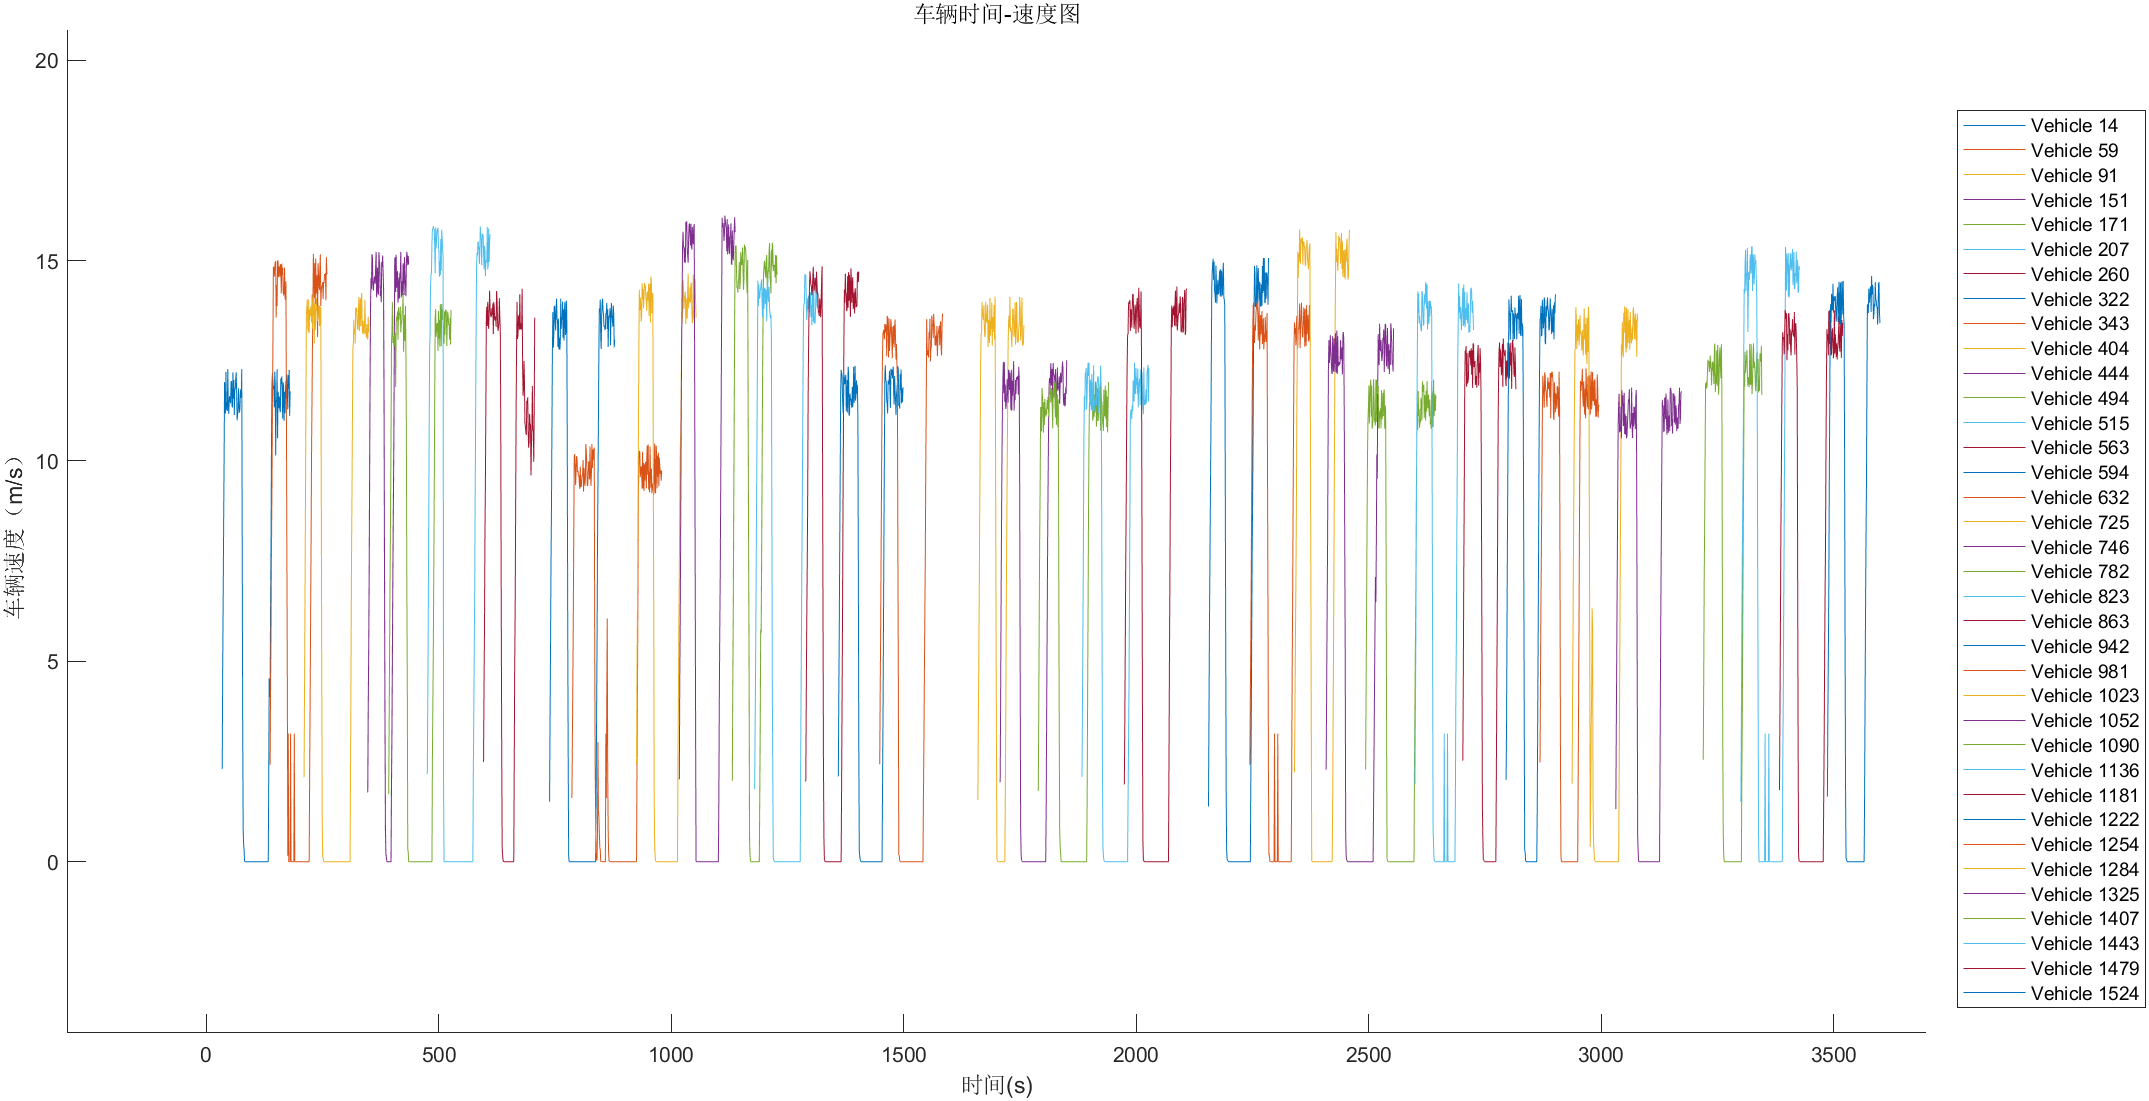 车辆时间-速度图
车辆速度（m/s）
20
15
10
5
0
0
500
1000
1500
2000
2500
3000
3500
时间(s)
Vehicle 14
Vehicle 59
Vehicle 91
Vehicle 151
Vehicle 171
Vehicle 207
Vehicle 260
Vehicle 322
Vehicle 343
Vehicle 404
Vehicle 444
Vehicle 494
Vehicle 515
Vehicle 563
Vehicle 594
Vehicle 632
Vehicle 725
Vehicle 746
Vehicle 782
Vehicle 823
Vehicle 863
Vehicle 942
Vehicle 981
Vehicle 1023
Vehicle 1052
Vehicle 1090
Vehicle 1136
Vehicle 1181
Vehicle 1222
Vehicle 1254
Vehicle 1284
Vehicle 1325
Vehicle 1407
Vehicle 1443
Vehicle 1479
Vehicle 1524